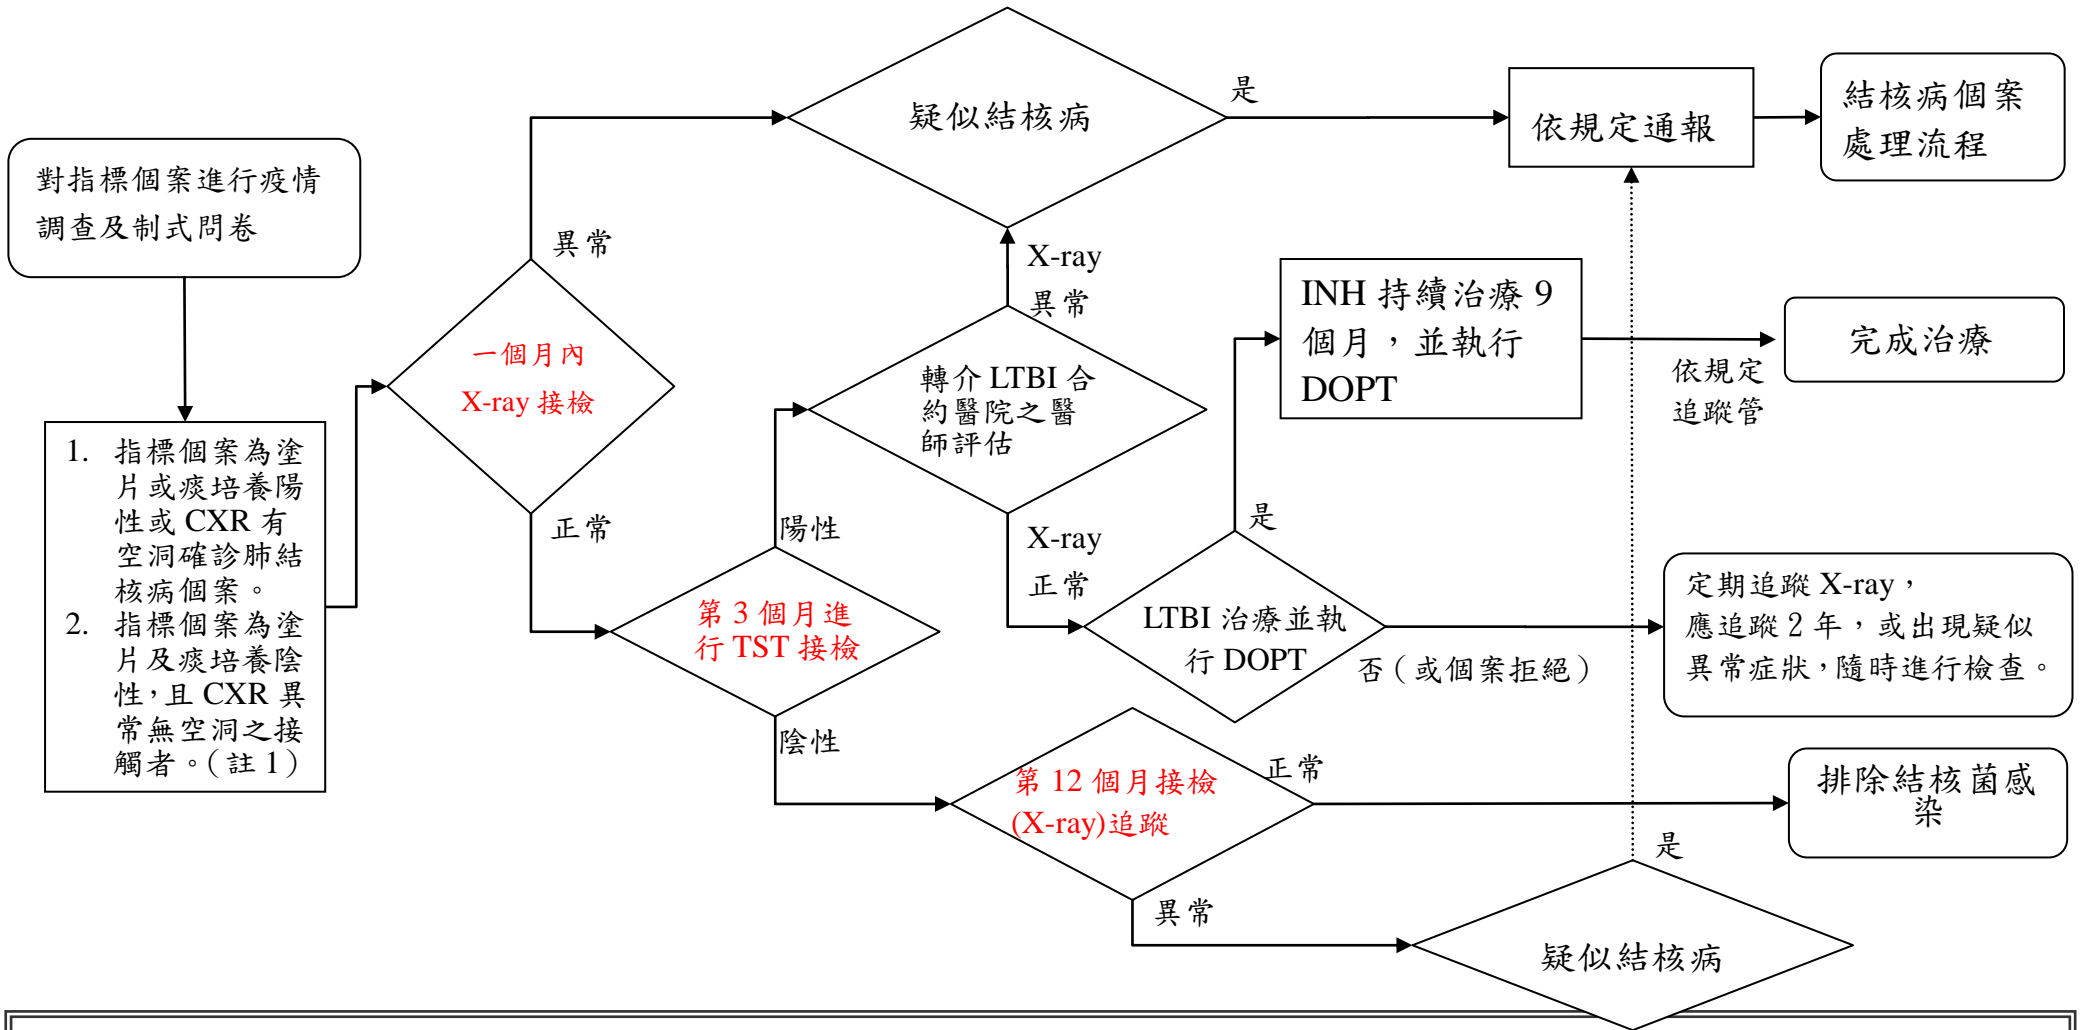 對指標個案進行疫情
調查及制式問卷
1. 指標個案為塗
片或痰培養陽
性或 CXR 有
空洞確診肺結
核病個案。
2. 指標個案為塗
片及痰培養陰
性,且 CXR 異
常無空洞之接
觸者。(註 1)
一個月內
X-ray 接檢
異常
正常
疑似結核病
是
依規定通報
結核病個案
處理流程
第 3 個月進
行 TST 接檢
陽性
陰性
轉介 LTBI 合
約醫院之醫
師評估
X-ray
異常
X-ray
正常
LTBI 治療並執
行 DOPT
是
否(或個案拒絕)
INH 持續治療 9
個月,並執行
DOPT
依規定
追蹤管
完成治療
定期追蹤 X-ray,
應追蹤 2 年,或出現疑似
異常症狀,隨時進行檢查。
第 12 個月接檢
(X-ray)追蹤
正常
異常
排除結核菌感
染
疑似結核病
是